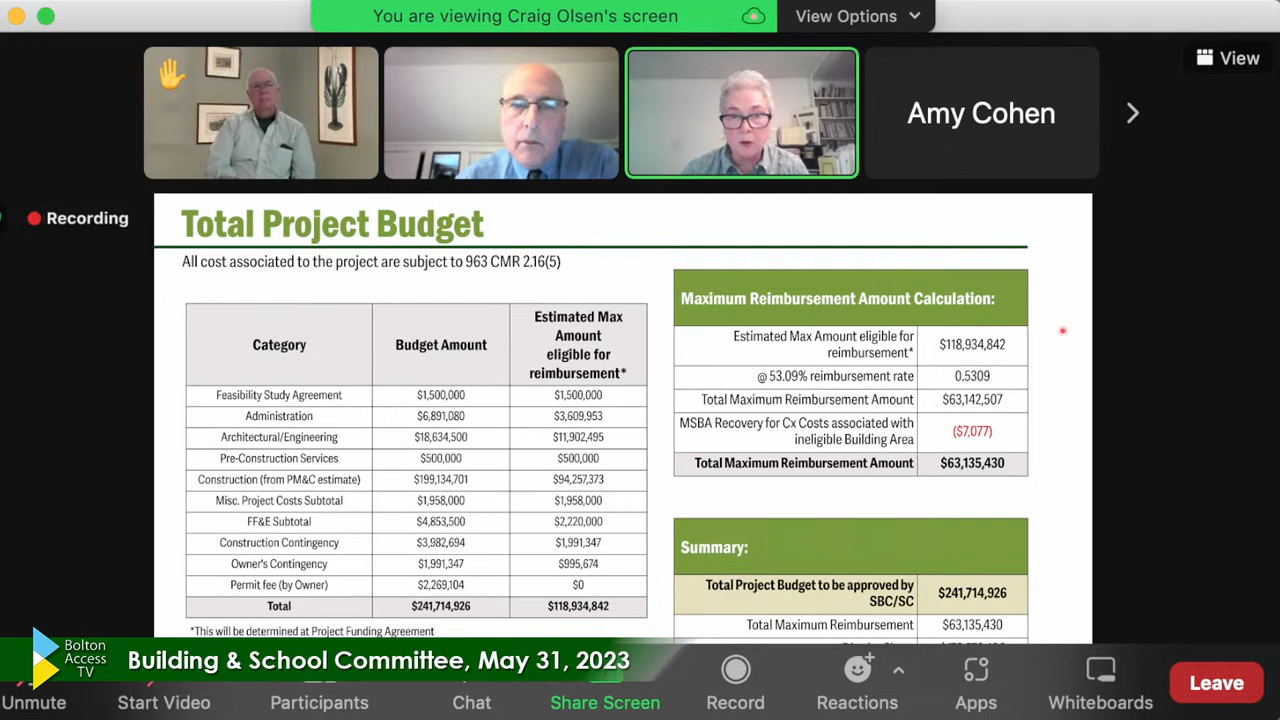 You are viewing Craig Olsen's screen
View Options
View
Amy Cohen
Recording
Total Project Budget
All cost associated to the project are subject to 963 CMR 2.16(5)
Category Budget Amount Estimated Max Amount eligible for reimbursement*
Feasibility Study Agreement $1,500,000 $1,500,000
Administration $6,891,080 $3,609,953
Architectural/Engineering $18,634,500 $11,902,495
Pre-Construction Services $500,000 $500,000
Construction (from PM&C estimate) $199,134,701 $94,257,373
Misc. Project Costs Subtotal $1,958,000 $1,958,000
FF&E Subtotal $4,853,500 $2,220,000
Construction Contingency $3,982,694 $1,991,347
Owner's Contingency $1,991,347 $995,674
Permit fee (by Owner) $2,269,104 $0
Total $241,714,926 $118,934,842
*This will be determined at Project Funding Agreement
Maximum Reimbursement Amount Calculation:
Estimated Max Amount eligible for
reimbursement* $118,934,842
@ 53.09% reimbursement rate 0.5309
Total Maximum Reimbursement Amount $63,142,507
MSBA Recovery for Cx Costs associated with
ineligible Building Area ($7,077)
Total Maximum Reimbursement Amount $63,135,430
Summary:
Total Project Budget to be approved by
SBC/SC $241,714,926
Total Maximum Reimbursement $63,135,430
Bolton
Access
TV
Building & School Committee, May 31, 2023
Unmute
Start Video
Participants
Chat
Share Screen
Record
Reactions
Apps
Whiteboards
Leave